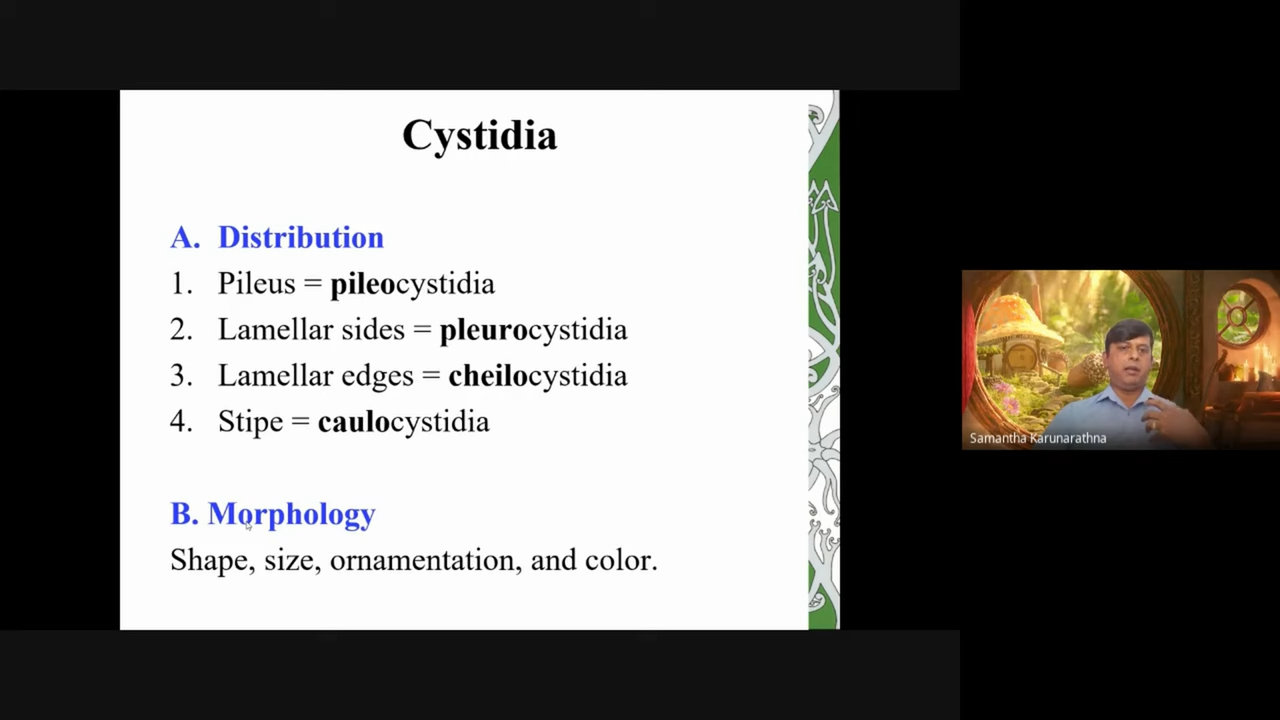 Cystidia
A. Distribution
1. Pileus = pileocystidia
2. Lamellar sides = pleurocystidia
3. Lamellar edges = cheilocystidia
4. Stipe = caulocystidia
B. Morphology
Shape, size, ornamentation, and color.
Samantha Karunarathna